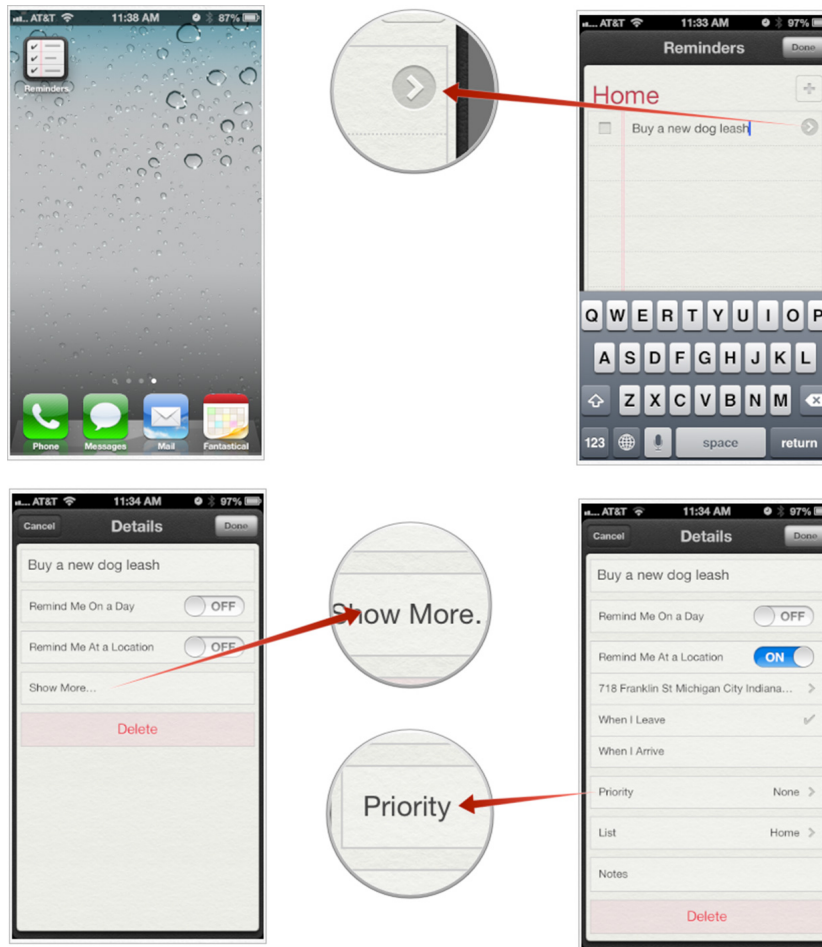 AT&T 11:38 AM 87%
Reminders
Phone Messages Mail Fantastical
AT&T 11:33 AM 97%
Reminders Done
Home
Buy a new dog leash
Q W E R T Y U I O P
A S D F G H J K L
Z X C V B N M
123 space return
AT&T 11:34 AM 97%
Cancel Details Done
Buy a new dog leash
Remind Me On a Day OFF
Remind Me At a Location OFF
Show More...
Delete
Show More.
Priority
AT&T 11:34 AM 97%
Cancel Details Done
Buy a new dog leash
Remind Me On a Day OFF
Remind Me At a Location ON
718 Franklin St Michigan City Indiana...
When I Leave
When I Arrive
Priority None
List Home
Notes
Delete